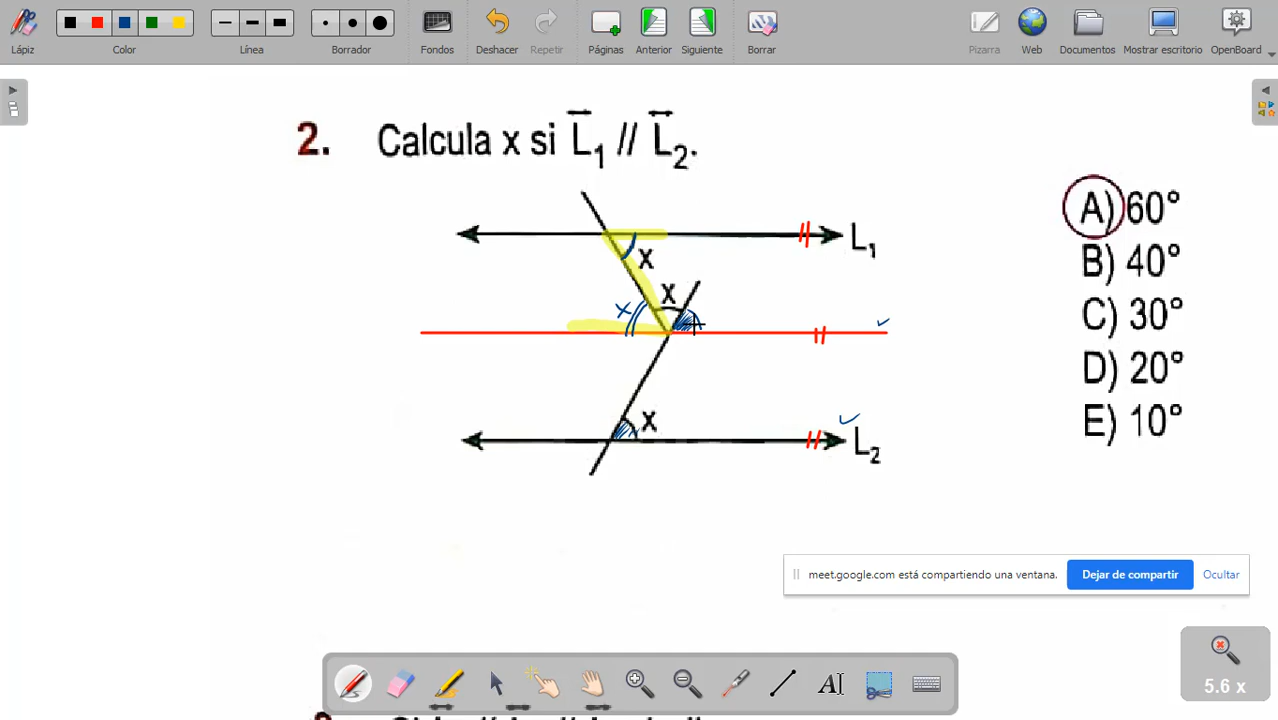 Lápiz Color Línea Borrador Fondos Deshacer Repetir Páginas Anterior Siguiente Borrar Pizarra Web Documentos Mostrar escritorio OpenBoard
2. Calcula x si L1 // L2.
A) 60°
B) 40°
C) 30°
D) 20°
E) 10°
L1
x
x
x
x
L2
meet.google.com está compartiendo una ventana. Dejar de compartir Ocultar
5.6 x